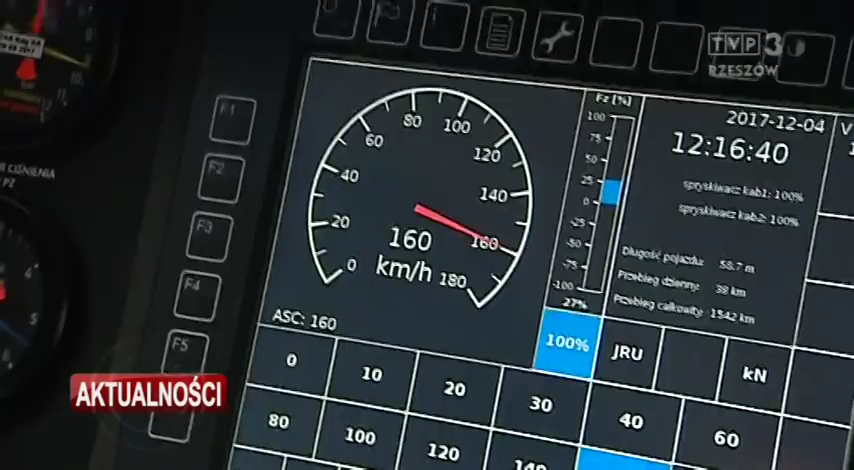 TVP3
RZESZÓW
F1
F2
F3
F4
F5
AKTUALNOŚCI
20
40
60
80
100
120
140
160
180
0
160
km/h
ASC: 160
Fz [%]
100
75
50
25
0
-25
-50
-75
-100
27%
100%
2017-12-04
12:16:40
spryskiwacz kab1: 100%
spryskiwacz kab2: 100%
Długość pojazdu: 58.7 m
Przebieg dzienny: 38 km
Przebieg całkowity: 1542 km
JRU
kN
0
10
20
30
40
60
80
100
120
140